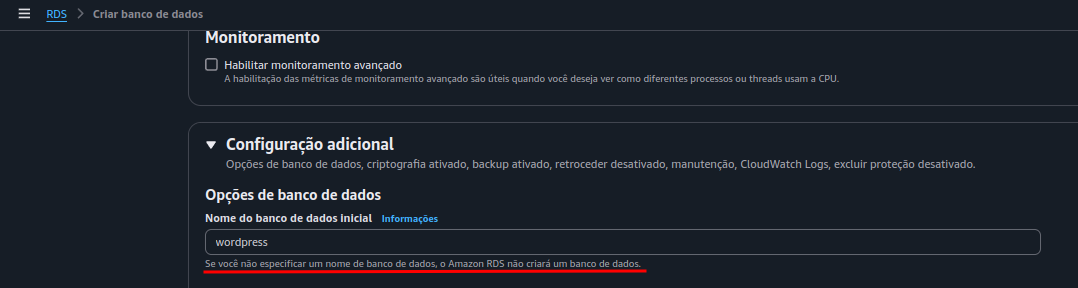 RDS > Criar banco de dados
Monitoramento
Habilitar monitoramento avançado
A habilitação das métricas de monitoramento avançado são úteis quando você deseja ver como diferentes processos ou threads usam a CPU.
Configuração adicional
Opções de banco de dados, criptografia ativado, backup ativado, retroceder desativado, manutenção, CloudWatch Logs, excluir proteção desativado.
Opções de banco de dados
Nome do banco de dados inicial Informações
wordpress
Se você não especificar um nome de banco de dados, o Amazon RDS não criará um banco de dados.